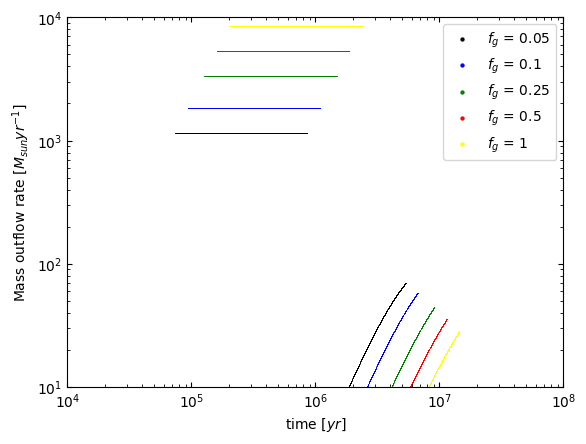 10^4
10^3
10^2
10^1
Mass outflow rate [M_{sun}yr^{-1}]
f_g = 0.05
f_g = 0.1
f_g = 0.25
f_g = 0.5
f_g = 1
10^4 10^5 10^6 10^7 10^8
time [yr]